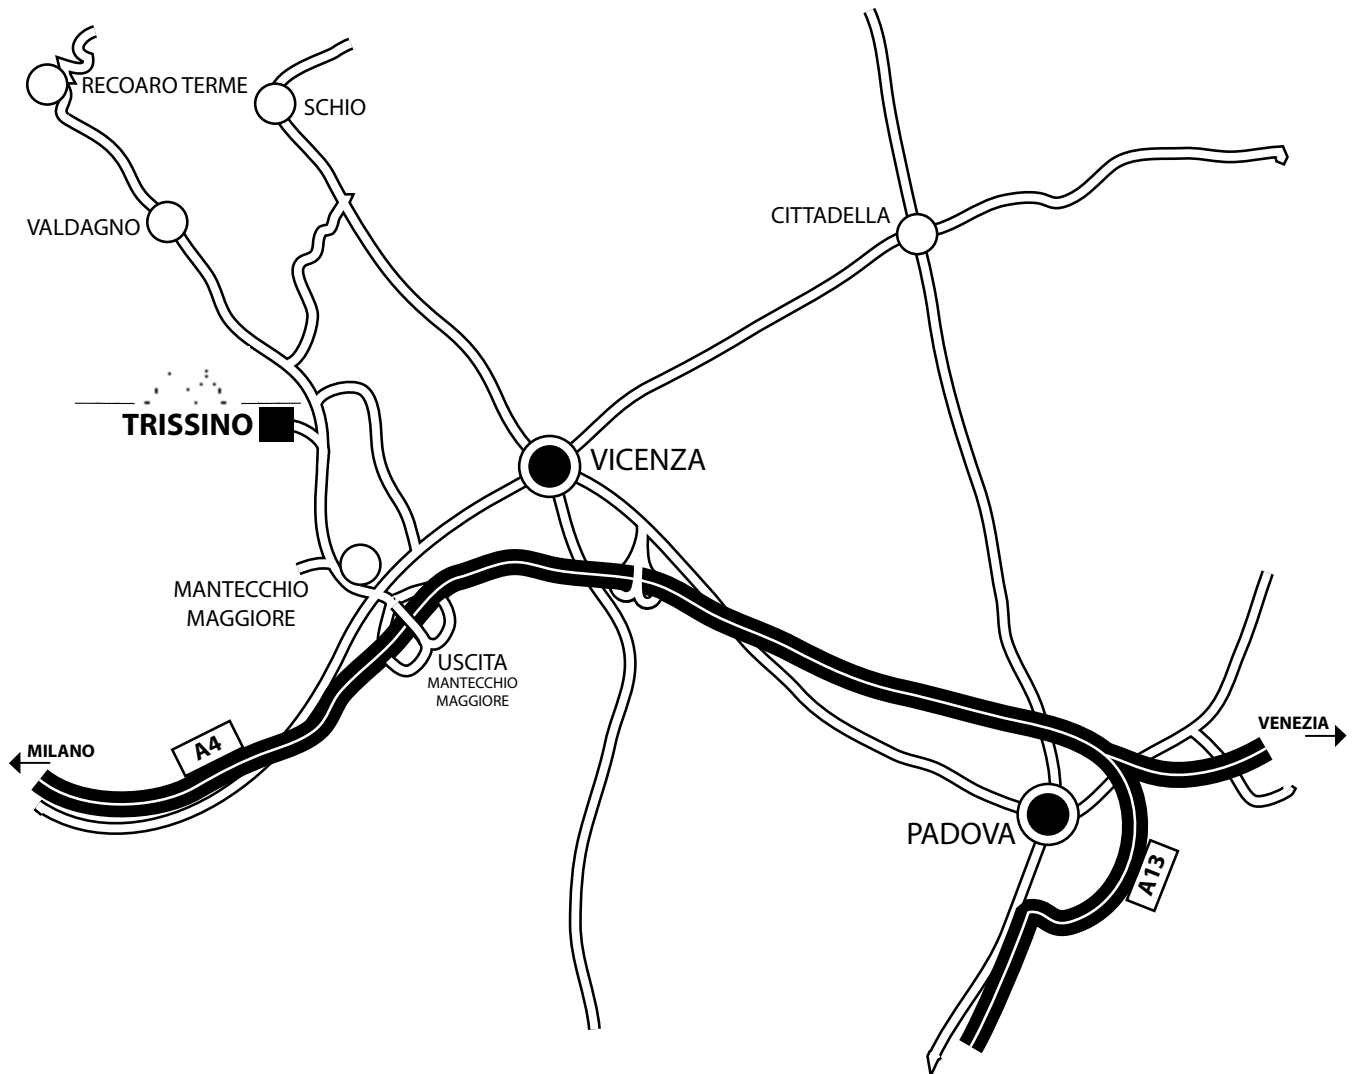 RECOARO TERME
SCHIO
VALDAGNO
CITTADELLA
TRISSINO
VICENZA
MANTECCHIO
MAGGIORE
USCITA
MANTECCHIO
MAGGIORE
A4
MILANO
VENEZIA
PADOVA
A13